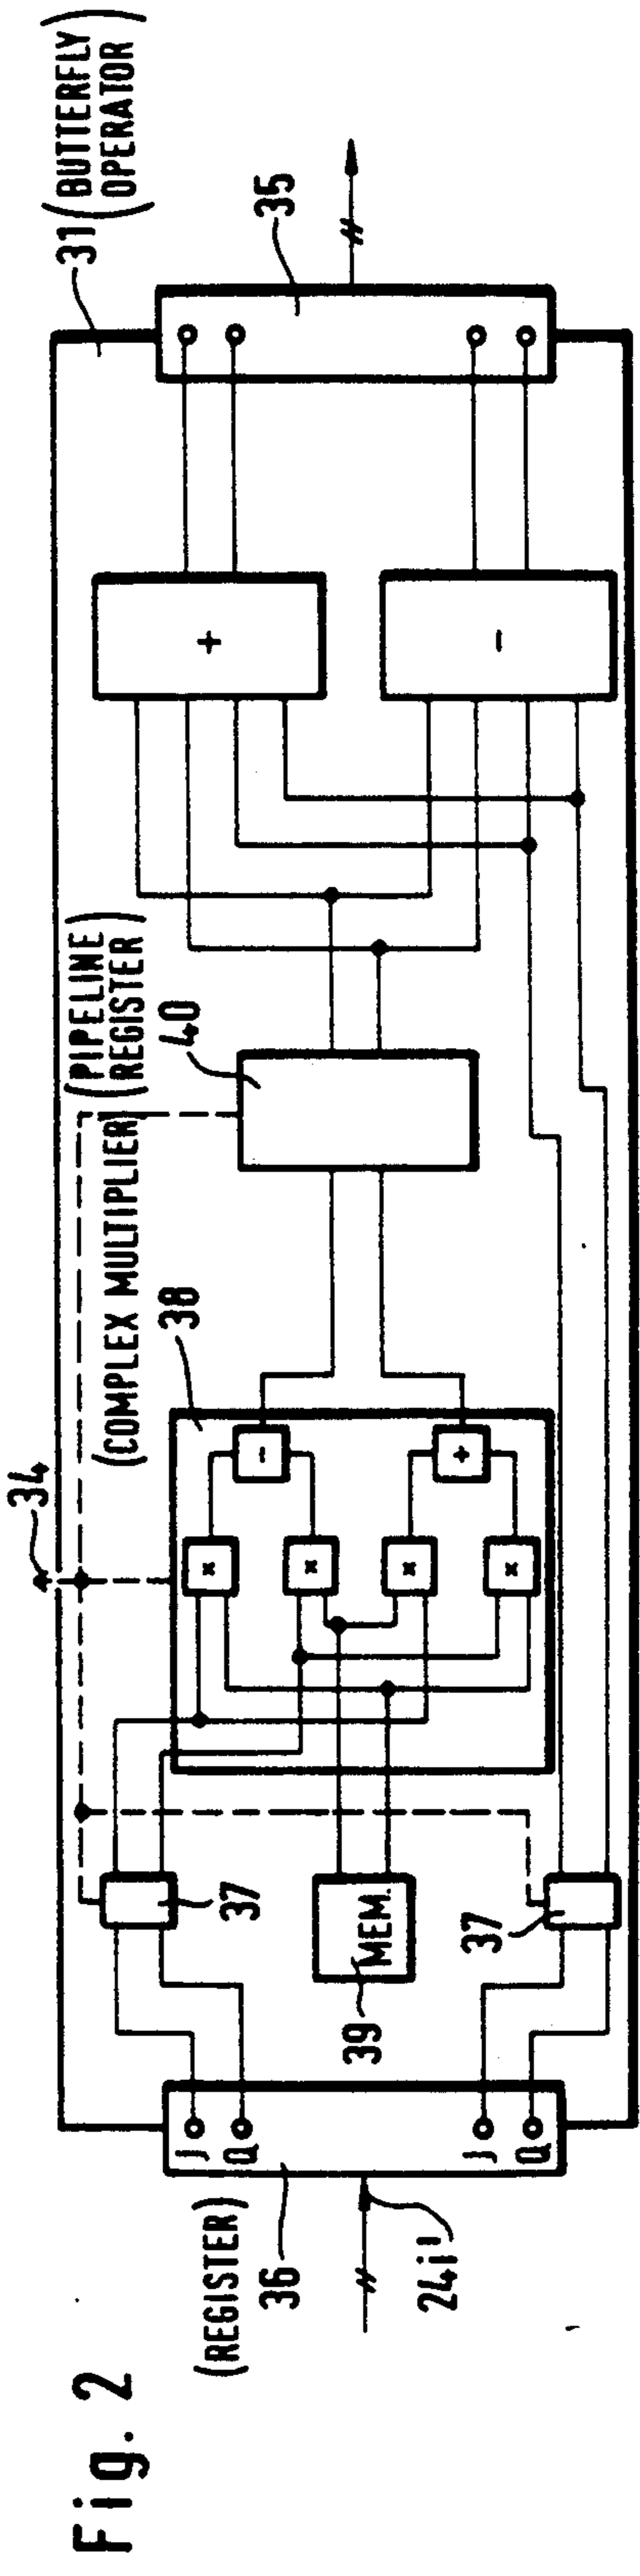 Fig. 2
(REGISTER)
36
24i'
J
Q
J
Q
37
39
MEM.
37
34
(COMPLEX MULTIPLIER)
38
x
x
x
x
-
+
(PIPELINE
REGISTER)
40
+
-
31
(BUTTERFLY
OPERATOR)
35